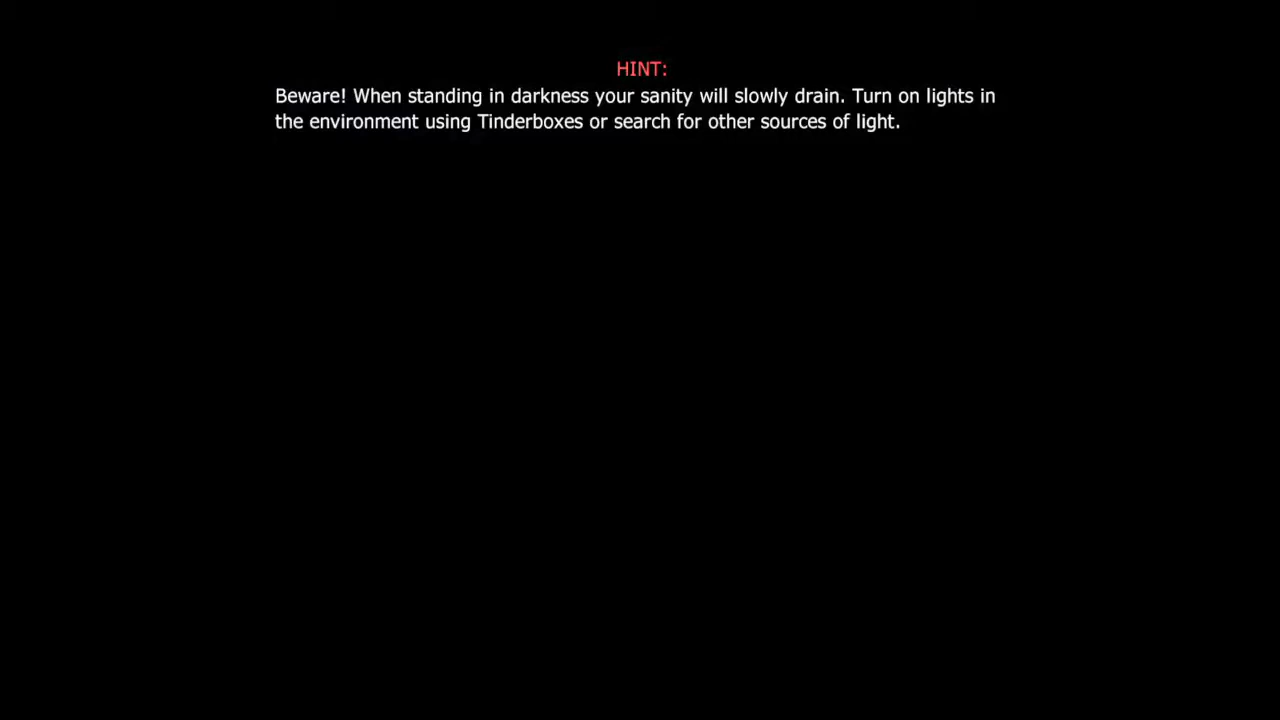 HINT:
Beware! When standing in darkness your sanity will slowly drain. Turn on lights in
the environment using Tinderboxes or search for other sources of light.